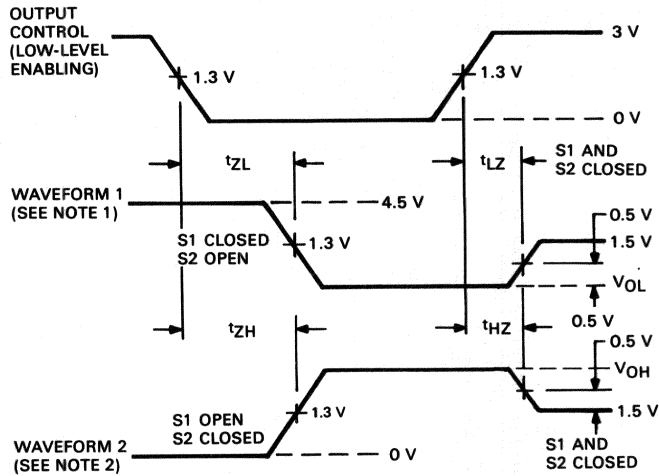 OUTPUT
CONTROL
(LOW-LEVEL
ENABLING)
3 V
1.3 V
1.3 V
0 V
tZL
tLZ
S1 AND
S2 CLOSED
WAVEFORM 1
(SEE NOTE 1)
4.5 V
0.5 V
S1 CLOSED
S2 OPEN
1.3 V
1.5 V
VOL
0.5 V
tZH
tHZ
0.5 V
VOH
S1 OPEN
S2 CLOSED
1.3 V
1.5 V
WAVEFORM 2
(SEE NOTE 2)
0 V
S1 AND
S2 CLOSED